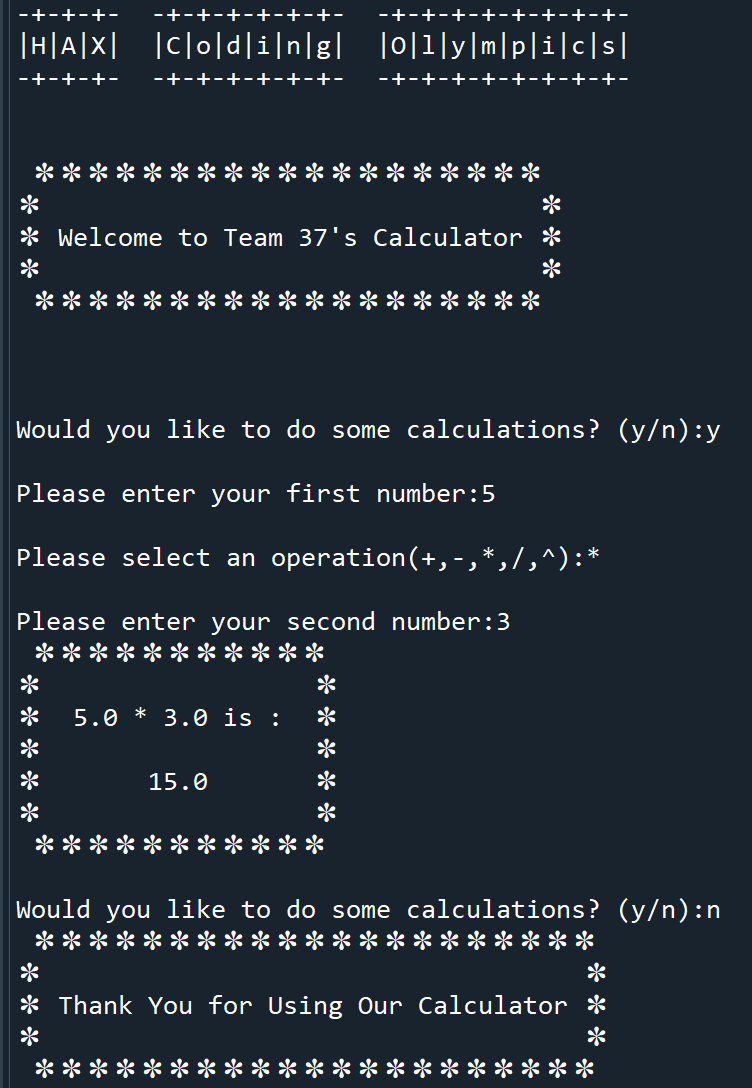 -+-+-+-  -+-+-+-+-+-+-  -+-+-+-+-+-+-+-+-
|H|A|X|  |C|o|d|i|n|g|  |O|l|y|m|p|i|c|s|
-+-+-+-  -+-+-+-+-+-+-  -+-+-+-+-+-+-+-+-
✻✻✻✻✻✻✻✻✻✻✻✻✻✻✻✻✻✻✻
✻ ✻
✻ Welcome to Team 37's Calculator ✻
✻ ✻
✻✻✻✻✻✻✻✻✻✻✻✻✻✻✻✻✻✻✻
Would you like to do some calculations? (y/n):y
Please enter your first number:5
Please select an operation(+,-,*,/,^):*
Please enter your second number:3
✻✻✻✻✻✻✻✻✻✻✻
✻ ✻
✻ 5.0 * 3.0 is : ✻
✻ ✻
✻ 15.0 ✻
✻ ✻
✻✻✻✻✻✻✻✻✻✻✻
Would you like to do some calculations? (y/n):n
✻✻✻✻✻✻✻✻✻✻✻✻✻✻✻✻✻✻✻✻✻
✻ ✻
✻ Thank You for Using Our Calculator ✻
✻ ✻
✻✻✻✻✻✻✻✻✻✻✻✻✻✻✻✻✻✻✻✻✻